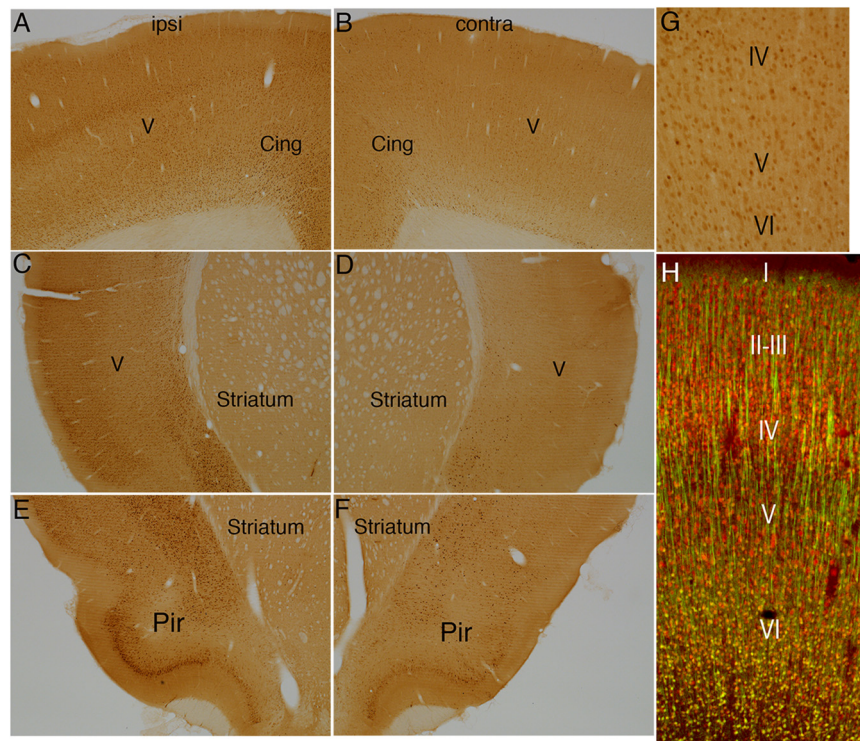 A ipsi
V
Cing
B contra
V
Cing
C
V
Striatum
D
V
Striatum
E
Striatum
Pir
F
Striatum
Pir
G
IV
V
VI
H
I
II-III
IV
V
VI